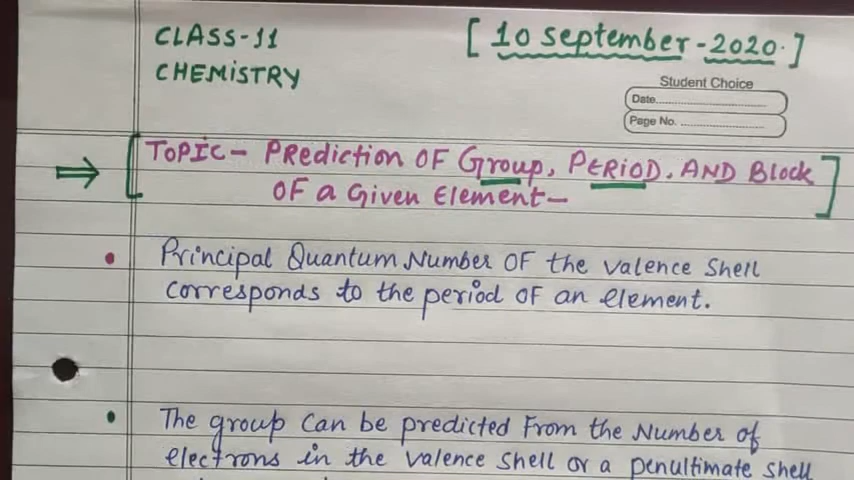 CLASS-11
[10 September-2020.]
CHEMISTRY
Student Choice
Date........................
Page No. ..................
⇒ [TOPIC- PREdiction OF Group, PERIOD, AND Block
OF a Given Element-]
• Principal Quantum Number OF the valence shell
corresponds to the period OF an element.
• The group can be predicted From the Number of
electrons in the valence shell or a penultimate shell